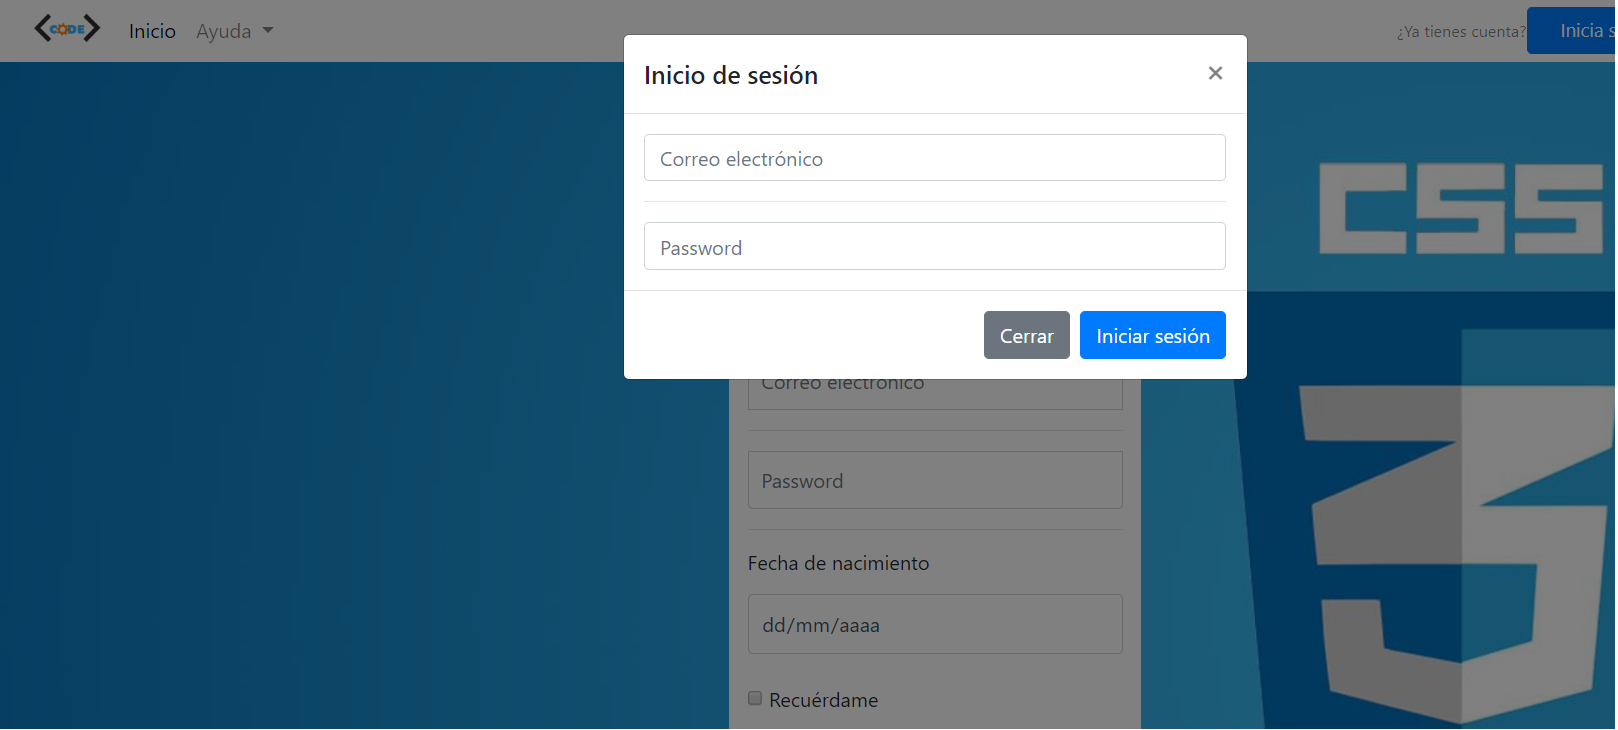 CODE Inicio Ayuda ¿Ya tienes cuenta? Inicia s
Inicio de sesión ×
Correo electrónico
Password
Cerrar Iniciar sesión
CSS
3
Correo electrónico
Password
Fecha de nacimiento
dd/mm/aaaa
Recuérdame